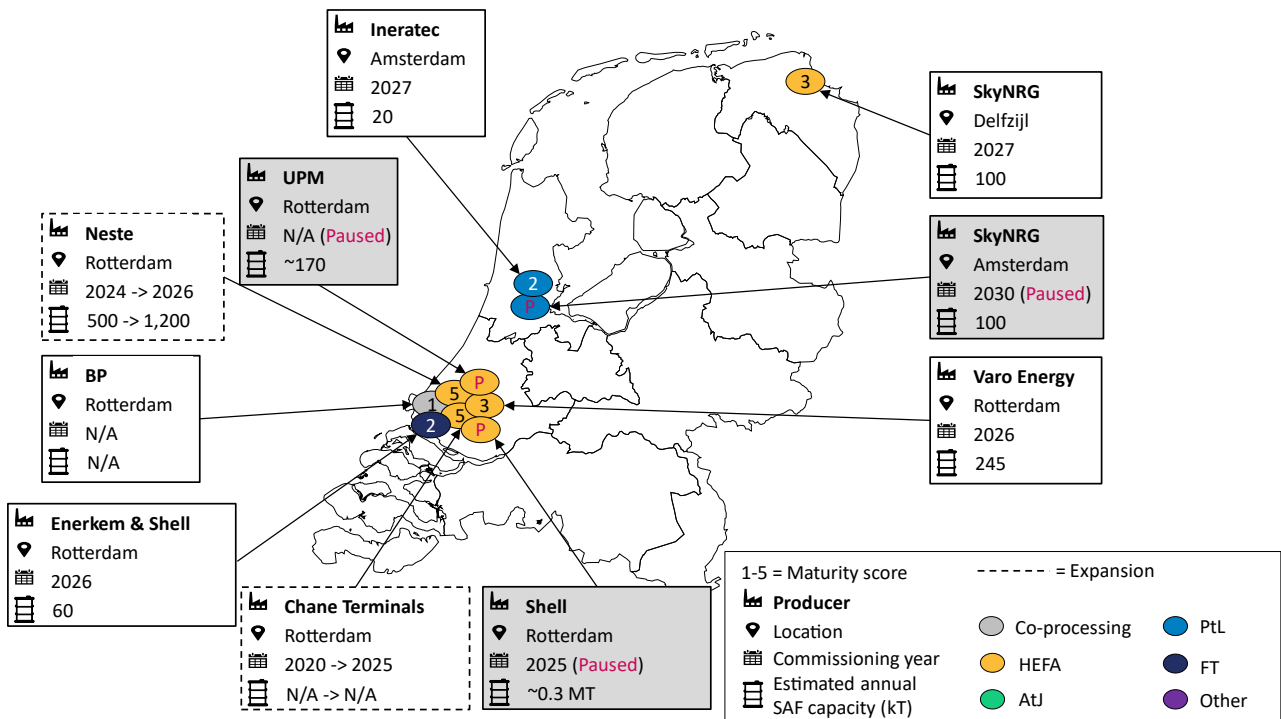 Ineratec
Amsterdam
2027
20
UPM
Rotterdam
N/A (Paused)
~170
Neste
Rotterdam
2024 -> 2026
500 -> 1,200
BP
Rotterdam
N/A
N/A
Enerkem & Shell
Rotterdam
2026
60
Chane Terminals
Rotterdam
2020 -> 2025
N/A -> N/A
Shell
Rotterdam
2025 (Paused)
~0.3 MT
SkyNRG
Delfzijl
2027
100
SkyNRG
Amsterdam
2030 (Paused)
100
Varo Energy
Rotterdam
2026
245
3
2
P
P
5
1
3
5
2
P
1-5 = Maturity score
= Expansion
Producer
Location
Commissioning year
Estimated annual
SAF capacity (kT)
Co-processing
HEFA
AtJ
PtL
FT
Other